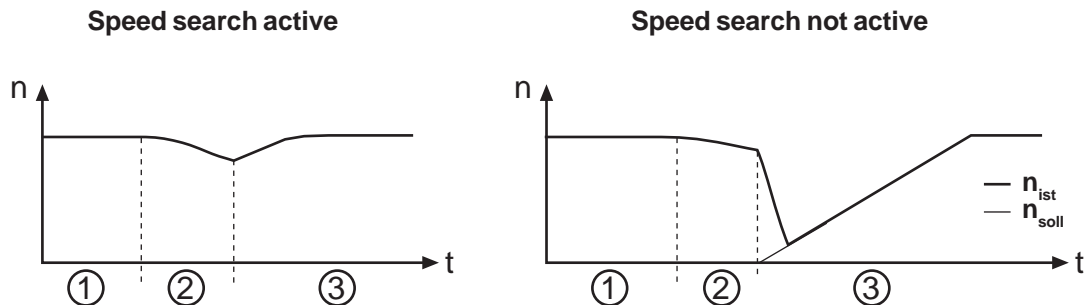 Speed search active
n
t
① ② ③
Speed search not active
n
n_ist
n_soll
t
① ② ③